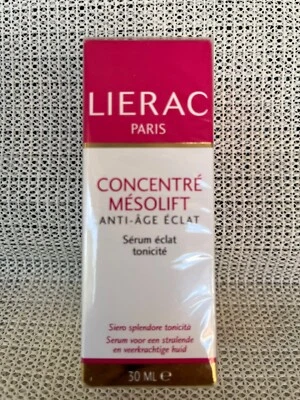 LIERAC
PARIS
CONCENTRÉ
MÉSOLIFT
ANTI-ÂGE ÉCLAT
Sérum éclat
tonicité
Siero splendore tonicità
Serum voor een stralende
en veerkrachtige huid
30 ML ℮